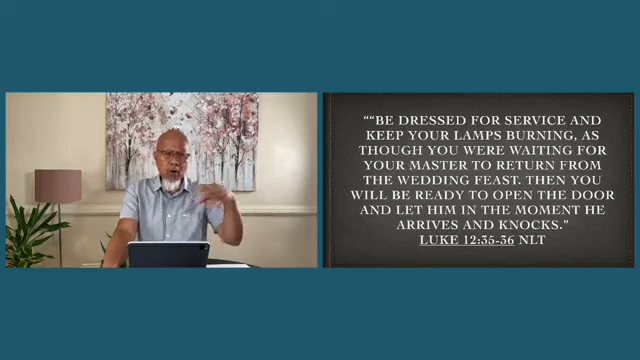 ““BE DRESSED FOR SERVICE AND
KEEP YOUR LAMPS BURNING, AS
THOUGH YOU WERE WAITING FOR
YOUR MASTER TO RETURN FROM
THE WEDDING FEAST. THEN YOU
WILL BE READY TO OPEN THE DOOR
AND LET HIM IN THE MOMENT HE
ARRIVES AND KNOCKS.”
LUKE 12:35-36 NLT